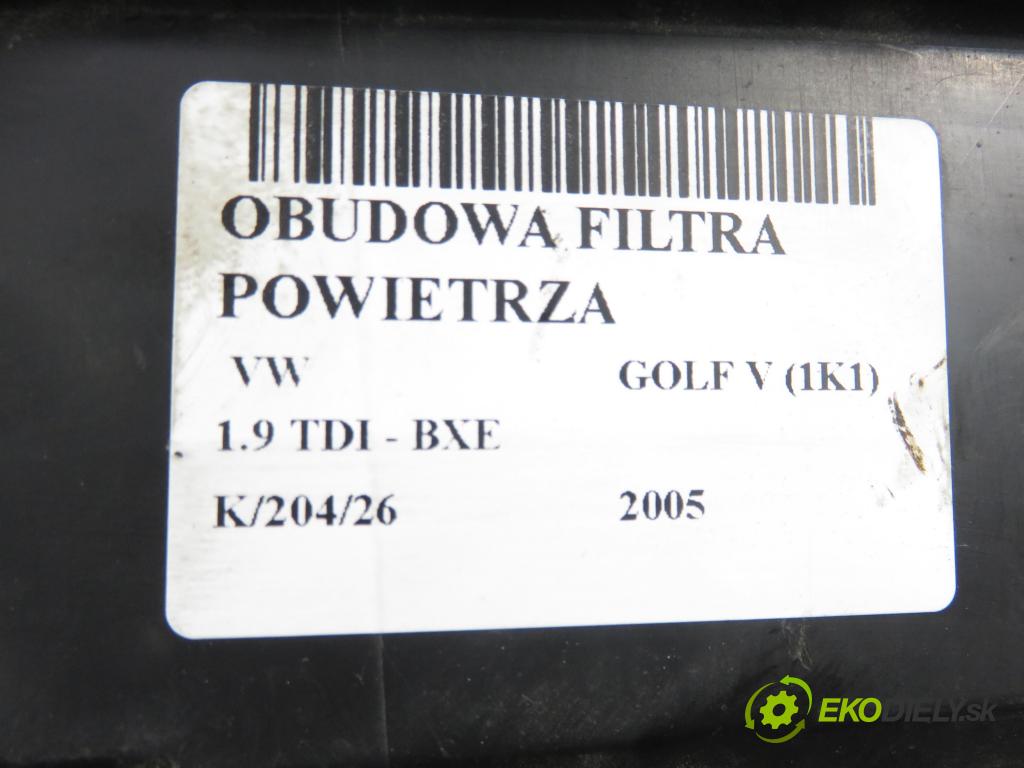 OBUDOWA FILTRA
POWIETRZA
VW GOLF V (1K1)
1.9 TDI - BXE
K/204/26 2005
EKODIELY.sk